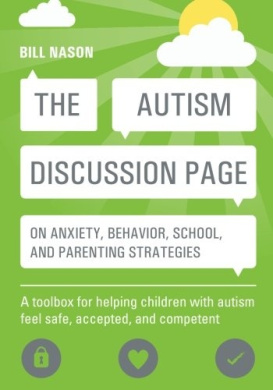 BILL NASON
THE AUTISM
DISCUSSION PAGE
ON ANXIETY, BEHAVIOR, SCHOOL,
AND PARENTING STRATEGIES
A toolbox for helping children with autism
feel safe, accepted, and competent